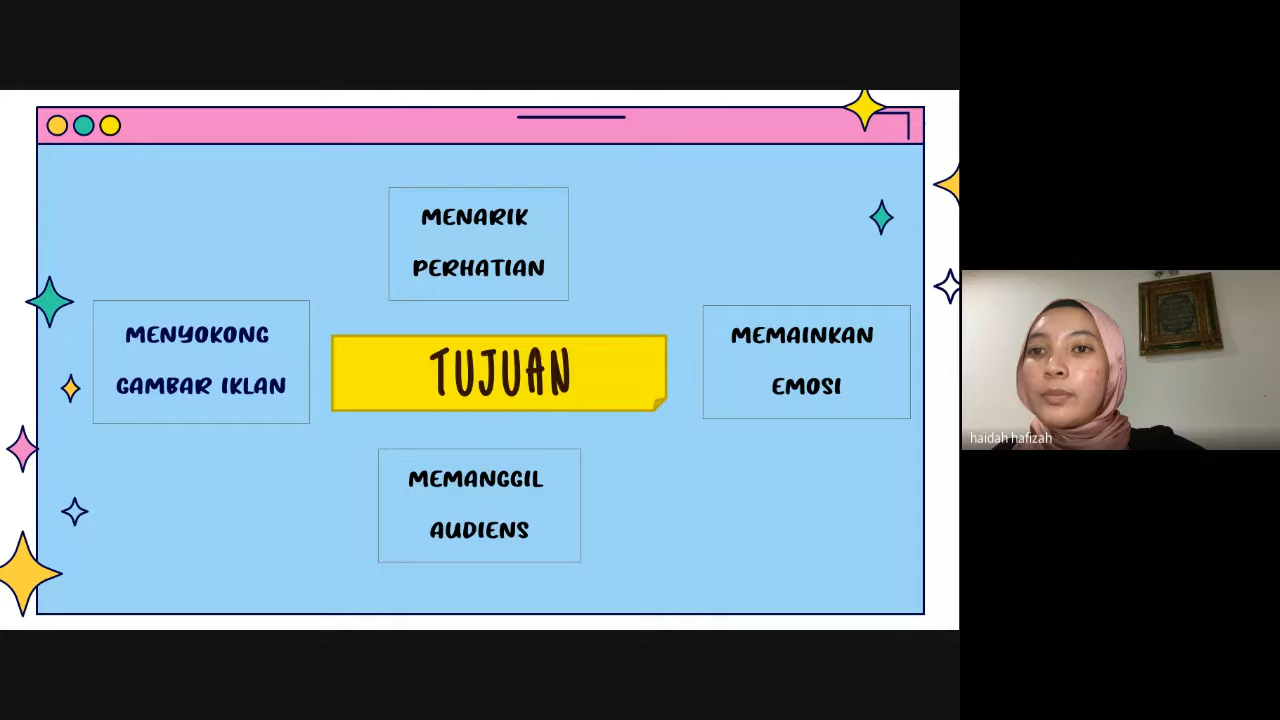 MENARIK
PERHATIAN
MENYOKONG
GAMBAR IKLAN
TUJUAN
MEMAINKAN
EMOSI
MEMANGGIL
AUDIENS
haidah hafizah